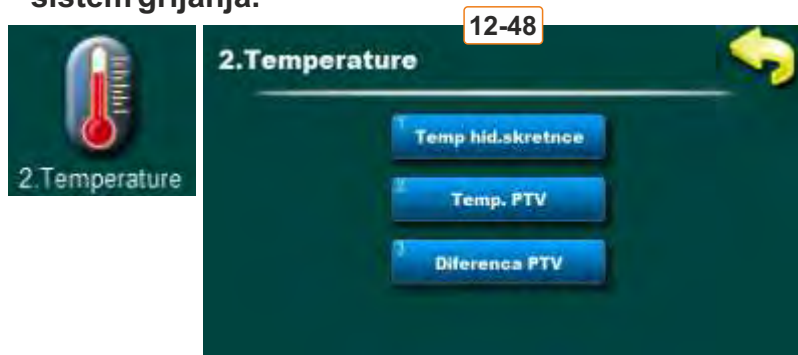 sistem grijanja.
12-48
2.Temperature
2.Temperature
1
Temp hid.skretnce
2
Temp. PTV
3
Diferenca PTV